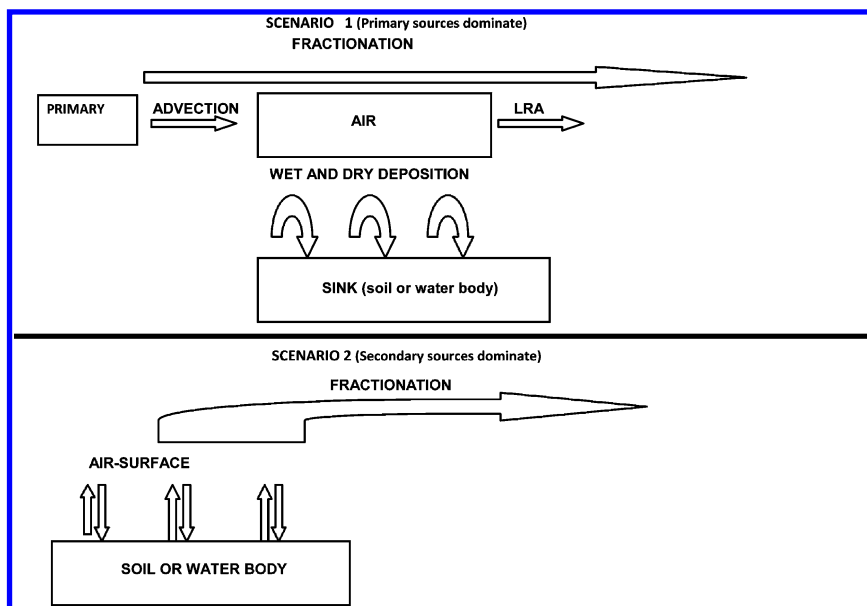 SCENARIO 1 (Primary sources dominate)
FRACTIONATION
PRIMARY
ADVECTION
AIR
LRA
WET AND DRY DEPOSITION
SINK (soil or water body)
SCENARIO 2 (Secondary sources dominate)
FRACTIONATION
AIR-SURFACE
SOIL OR WATER BODY